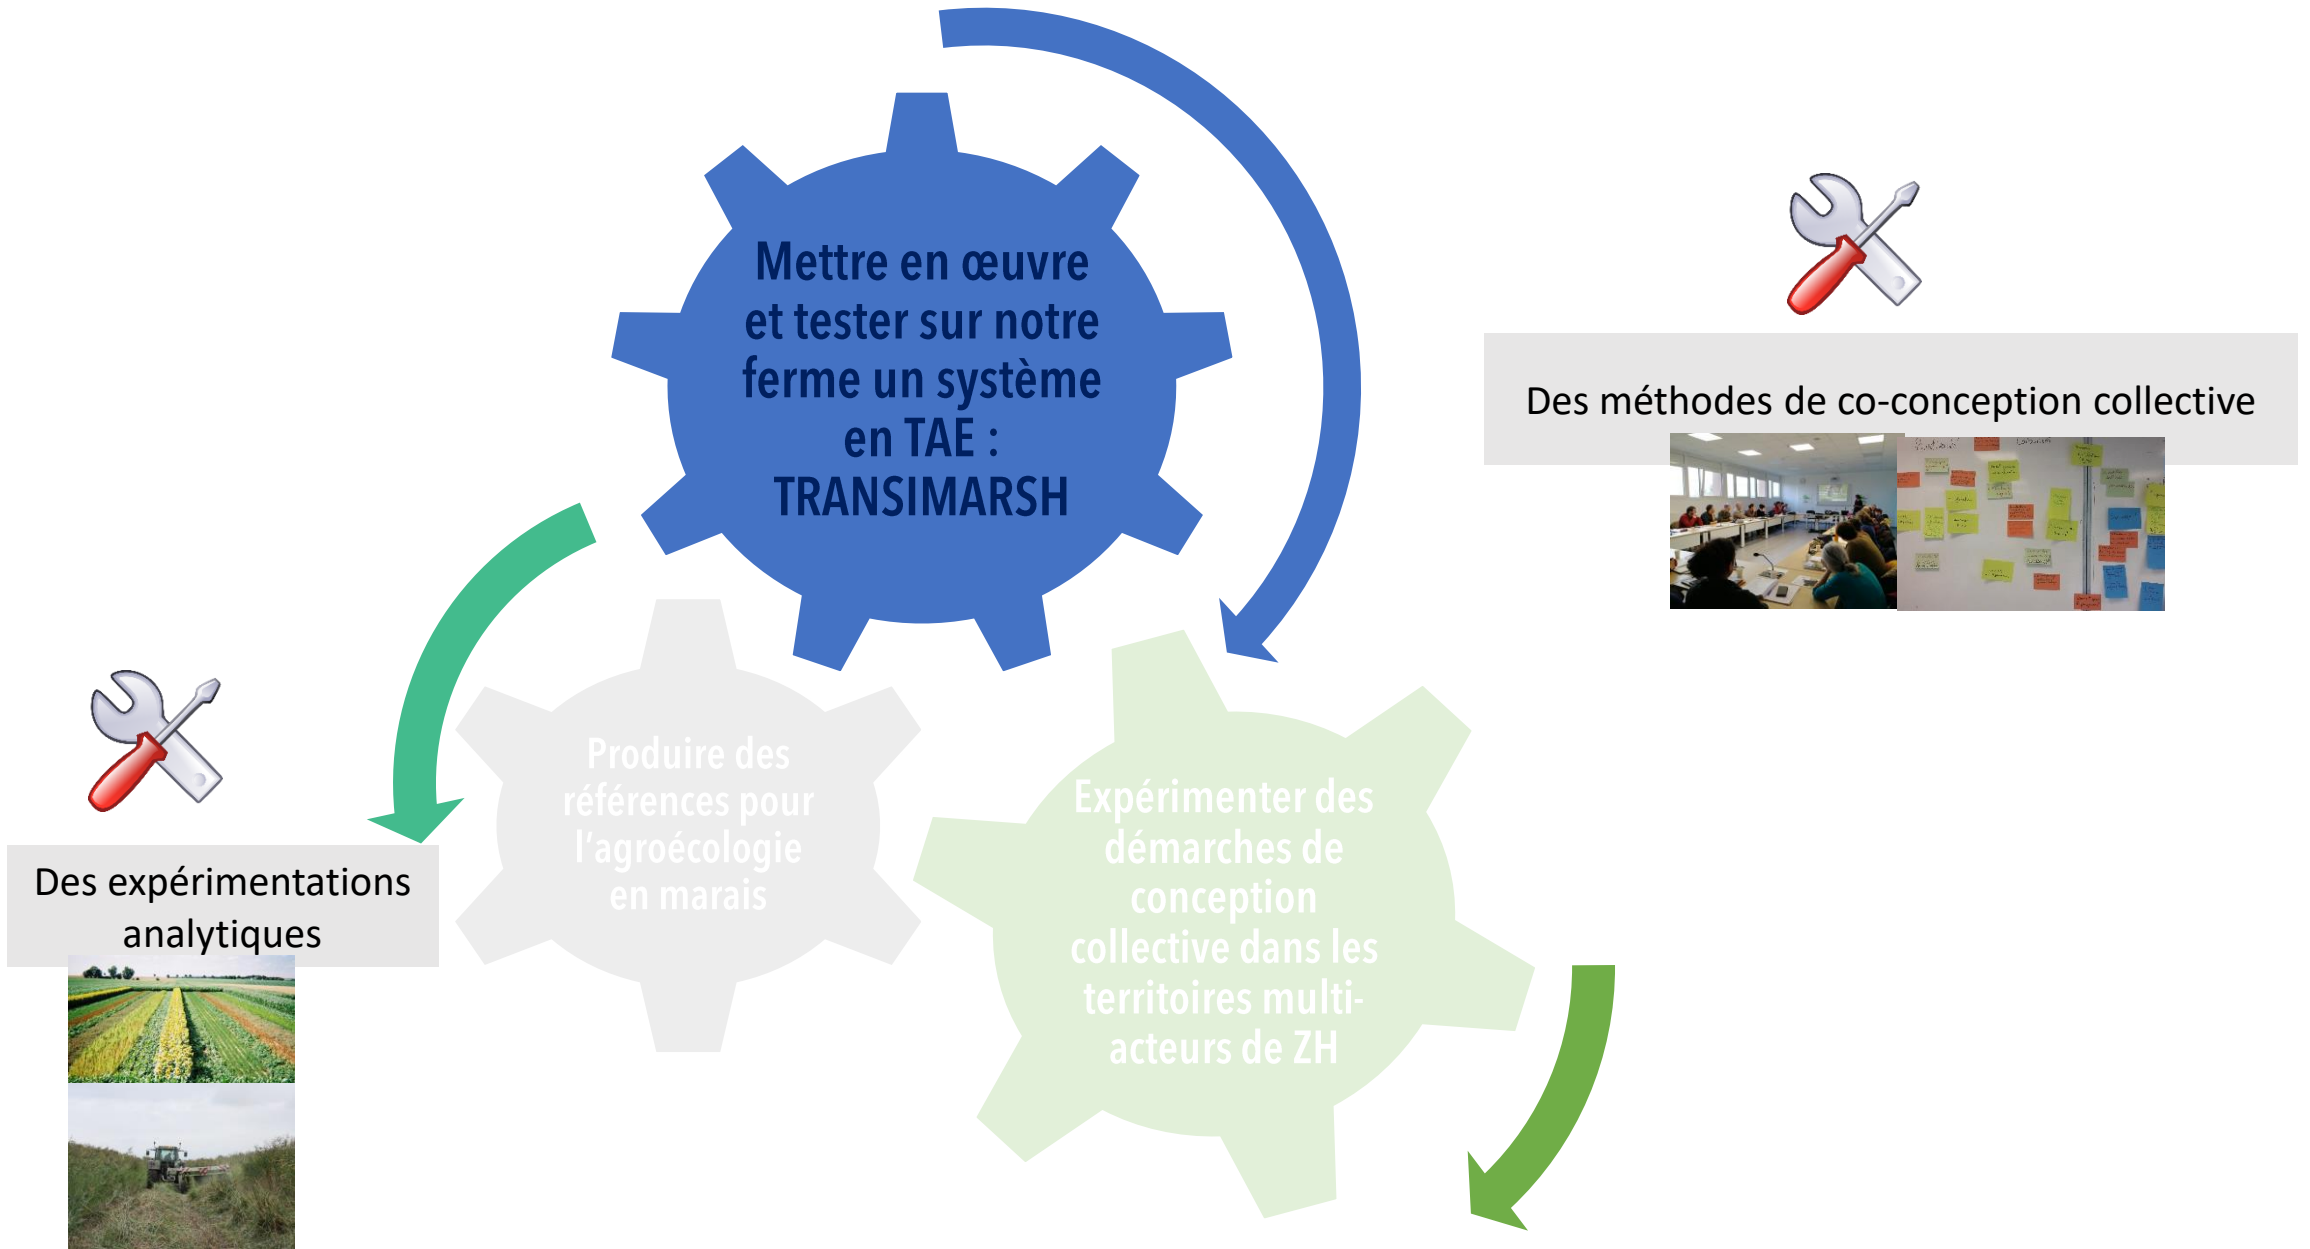 Mettre en œuvre
et tester sur notre
ferme un système
en TAE :
TRANSIMARSH
Des méthodes de co-conception collective
Produire des
références pour
l'agroécologie
en marais
Expérimenter des
démarches de
conception
collective dans les
territoires multi-
acteurs de ZH
Des expérimentations
analytiques